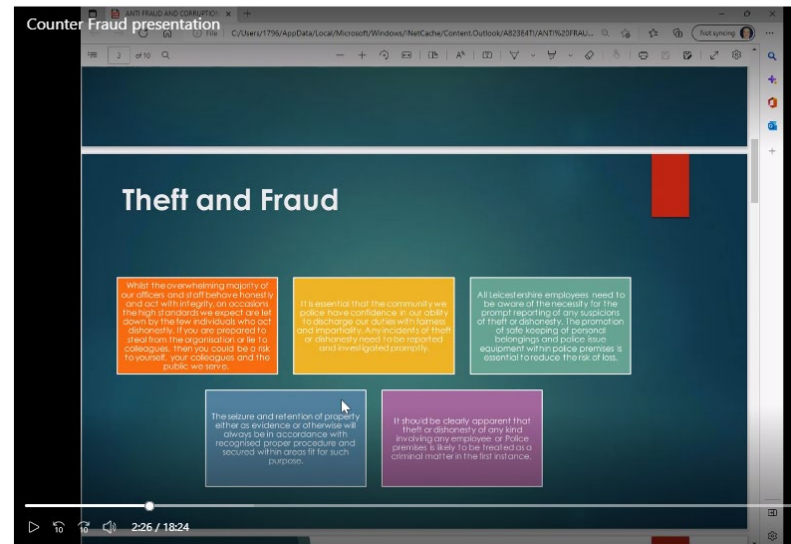 ANTI FRAUD AND CORRUPTION
Counter Fraud presentation
File
C:/Users/1796/AppData/Local/Microsoft/Windows/INetCache/Content.Outlook/
Not syncing
3 of 10
Theft and Fraud
Whilst the overwhelming majority of
our officers and staff behave honestly
and act with integrity, on occasions
the high standards we expect are let
down by the few individuals who act
dishonestly. If you are prepared to
steal from the organisation or lie to
colleagues, then you could be a risk
to yourself, your colleagues and the
public we serve.
It is essential that the community we
police have confidence in our ability
to discharge our duties with fairness
and impartiality. Any incidents of theft
or dishonesty need to be reported
and investigated promptly.
All Leicestershire employees need to
be aware of the necessity for the
prompt reporting of any suspicions
of theft or dishonesty. The promotion
of safe keeping of personal
belongings and police issue
equipment within police premises is
essential to reduce the risk of loss.
The seizure and retention of property
either as evidence or otherwise will
always be in accordance with
recognised proper procedure and
secured within areas fit for such
purpose.
It should be clearly apparent that
theft or dishonesty of any kind
involving any employee or Police
premises is likely to be treated as a
criminal matter in the first instance.
10
10
2:26 / 18:24